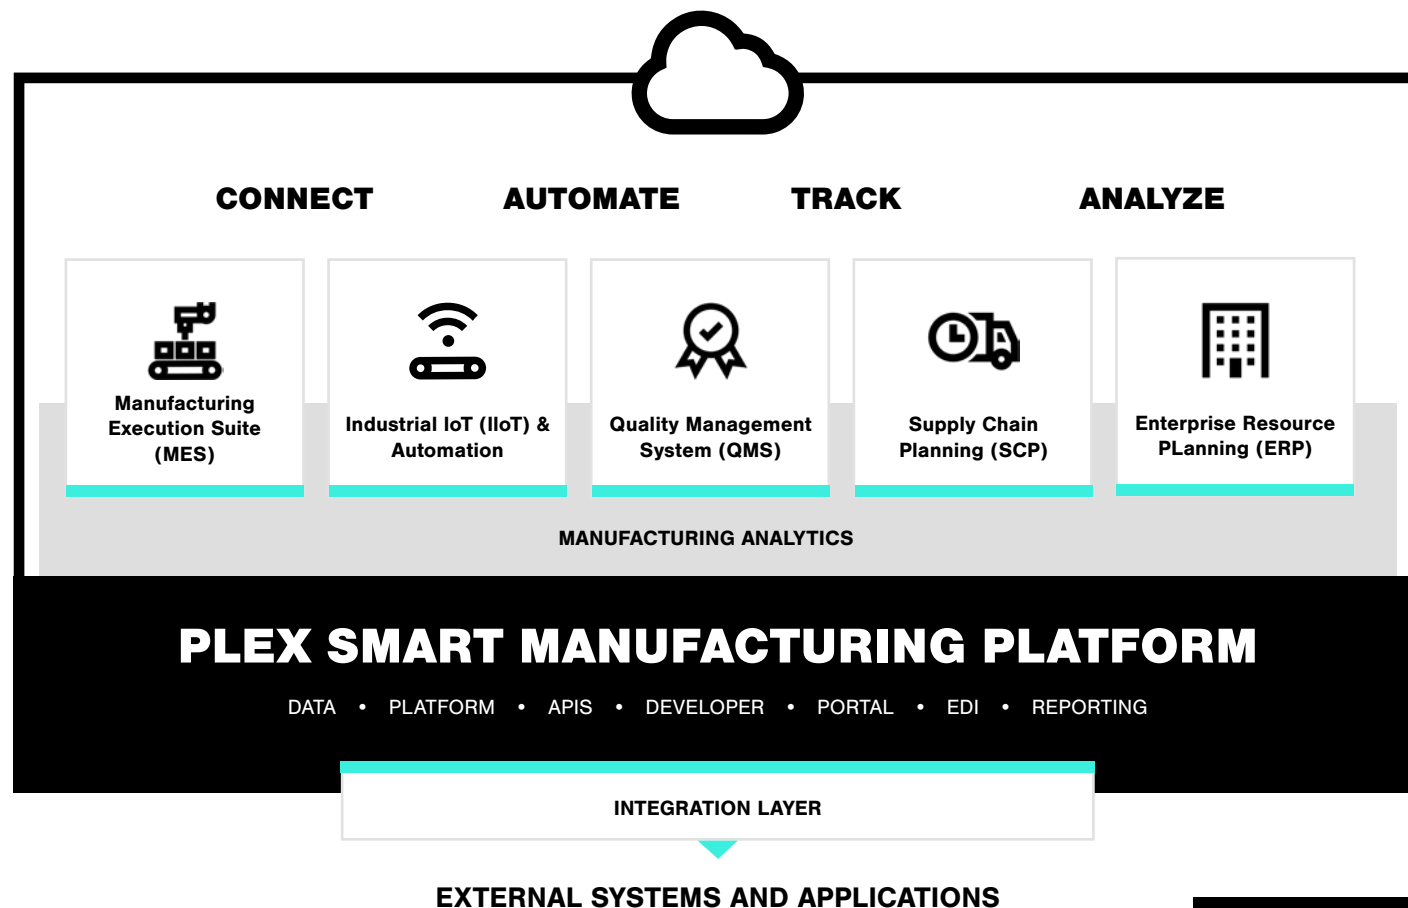 CONNECT AUTOMATE TRACK ANALYZE
Manufacturing
Execution Suite
(MES)
Industrial IoT (IIoT) &
Automation
Quality Management
System (QMS)
Supply Chain
Planning (SCP)
Enterprise Resource
PLanning (ERP)
MANUFACTURING ANALYTICS
PLEX SMART MANUFACTURING PLATFORM
DATA • PLATFORM • APIS • DEVELOPER • PORTAL • EDI • REPORTING
INTEGRATION LAYER
EXTERNAL SYSTEMS AND APPLICATIONS